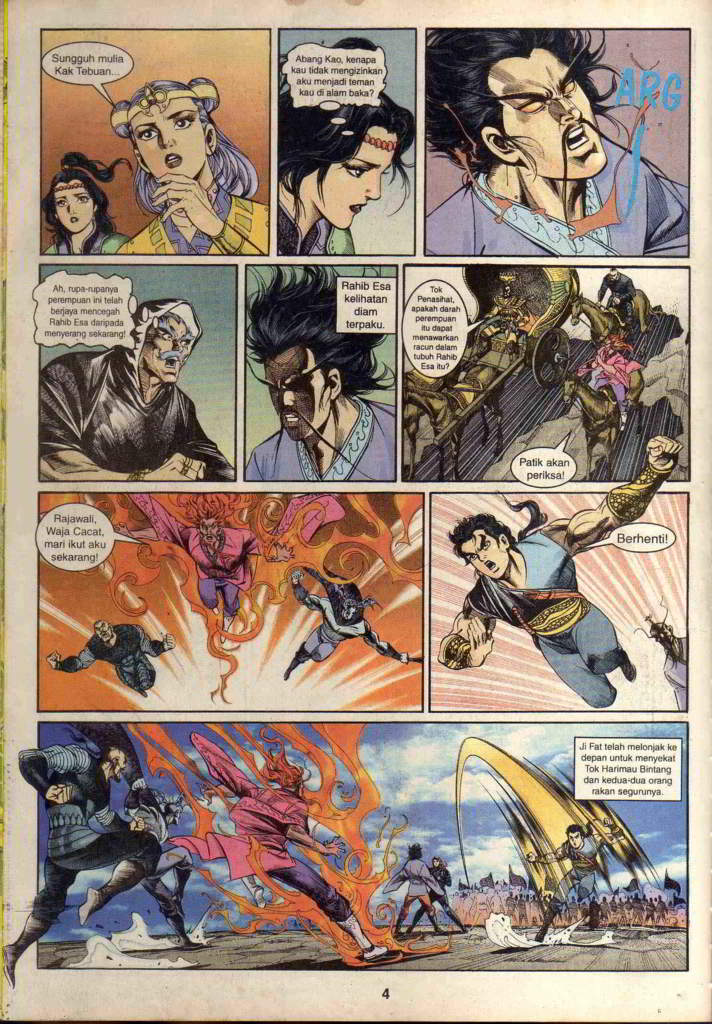 Sungguh mulia
Kak Tebuan...
Abang Kao, kenapa
kau tidak mengizinkan
aku menjadi teman
kau di alam baka?
ARG
Ah, rupa-rupanya
perempuan ini telah
berjaya mencegah
Rahib Esa daripada
menyerang sekarang!
Rahib Esa
kelihatan
diam
terpaku.
Tok
Penasihat,
apakah darah
perempuan
itu dapat
menawarkan
racun dalam
tubuh Rahib
Esa itu?
Patik akan
periksa!
Rajawali,
Waja Cacat,
mari ikut aku
sekarang!
Berhenti!
Ji Fat telah melonjak ke
depan untuk menyekat
Tok Harimau Bintang
dan kedua-dua orang
rakan segurunya.
4